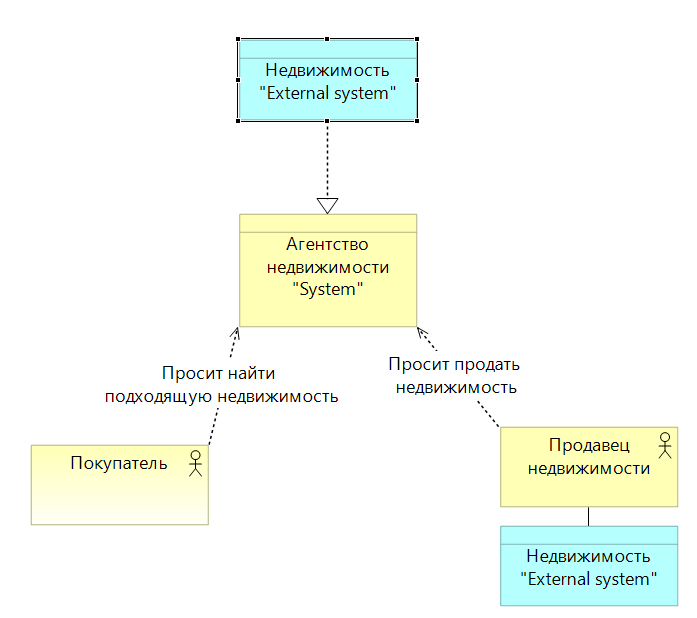 Недвижимость
"External system"
Агентство
недвижимости
"System"
Просит найти
подходящую недвижимость
Просит продать
недвижимость
Покупатель
Продавец
недвижимости
Недвижимость
"External system"